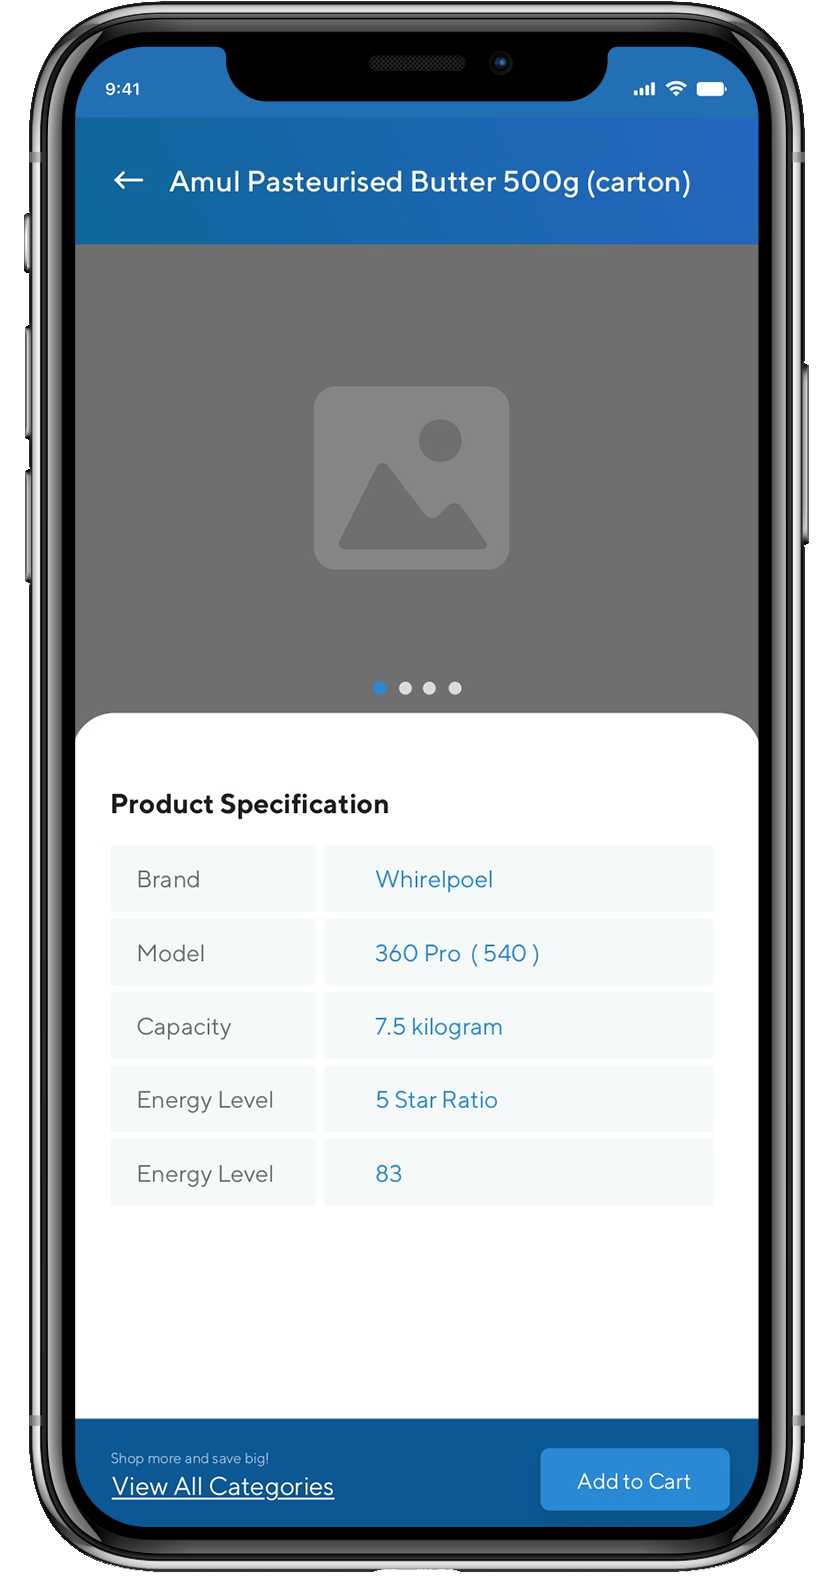 9:41
Amul Pasteurised Butter 500g (carton)
Product Specification
Brand Whirelpoel
Model 360 Pro ( 540 )
Capacity 7.5 kilogram
Energy Level 5 Star Ratio
Energy Level 83
Shop more and save big!
View All Categories
Add to Cart